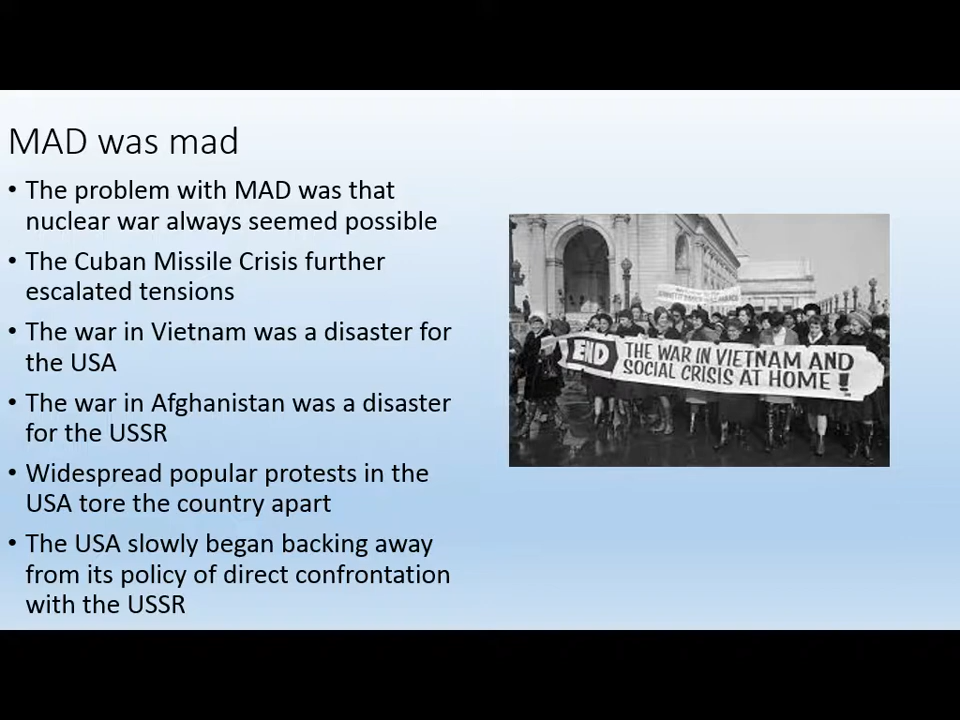 MAD was mad
• The problem with MAD was that
nuclear war always seemed possible
• The Cuban Missile Crisis further
escalated tensions
• The war in Vietnam was a disaster for
the USA
• The war in Afghanistan was a disaster
for the USSR
• Widespread popular protests in the
USA tore the country apart
• The USA slowly began backing away
from its policy of direct confrontation
with the USSR
END THE WAR IN VIETNAM AND
SOCIAL CRISIS AT HOME!